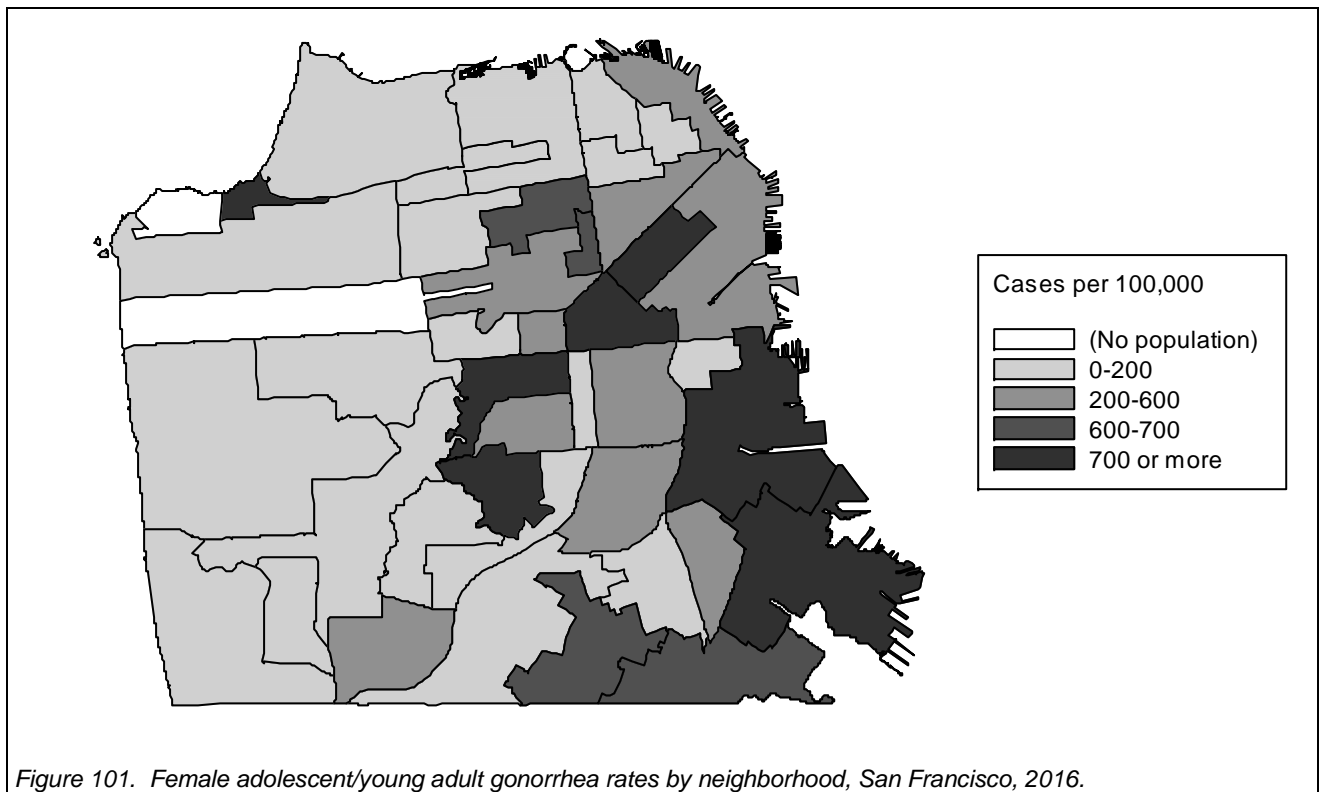 Cases per 100,000
(No population)
0-200
200-600
600-700
700 or more
Figure 101. Female adolescent/young adult gonorrhea rates by neighborhood, San Francisco, 2016.